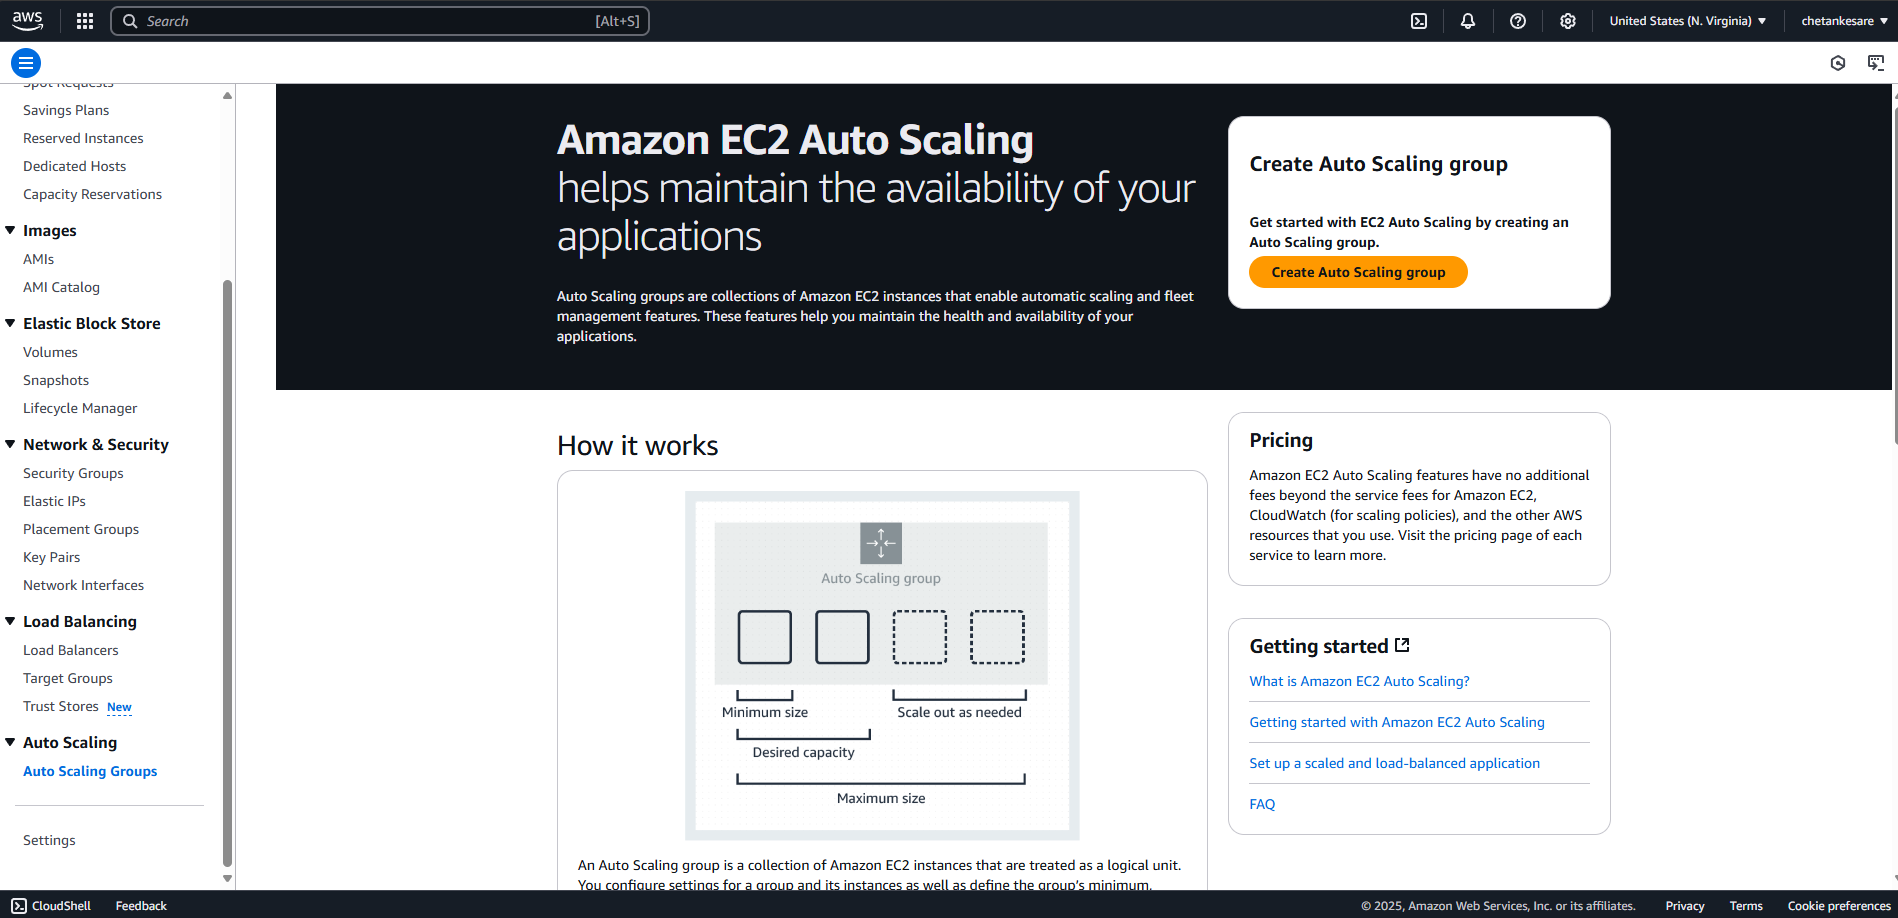 aws
Search [Alt+S]
United States (N. Virginia)
chetankesare
Spot Requests
Savings Plans
Reserved Instances
Dedicated Hosts
Capacity Reservations
Images
AMIs
AMI Catalog
Elastic Block Store
Volumes
Snapshots
Lifecycle Manager
Network & Security
Security Groups
Elastic IPs
Placement Groups
Key Pairs
Network Interfaces
Load Balancing
Load Balancers
Target Groups
Trust Stores New
Auto Scaling
Auto Scaling Groups
Settings
Amazon EC2 Auto Scaling
helps maintain the availability of your
applications
Auto Scaling groups are collections of Amazon EC2 instances that enable automatic scaling and fleet
management features. These features help you maintain the health and availability of your
applications.
Create Auto Scaling group
Get started with EC2 Auto Scaling by creating an
Auto Scaling group.
Create Auto Scaling group
How it works
Auto Scaling group
Minimum size
Scale out as needed
Desired capacity
Maximum size
An Auto Scaling group is a collection of Amazon EC2 instances that are treated as a logical unit.
You configure settings for a group and its instances as well as define the group's minimum,
Pricing
Amazon EC2 Auto Scaling features have no additional
fees beyond the service fees for Amazon EC2,
CloudWatch (for scaling policies), and the other AWS
resources that you use. Visit the pricing page of each
service to learn more.
Getting started
What is Amazon EC2 Auto Scaling?
Getting started with Amazon EC2 Auto Scaling
Set up a scaled and load-balanced application
FAQ
CloudShell
Feedback
© 2025, Amazon Web Services, Inc. or its affiliates.
Privacy
Terms
Cookie preferences